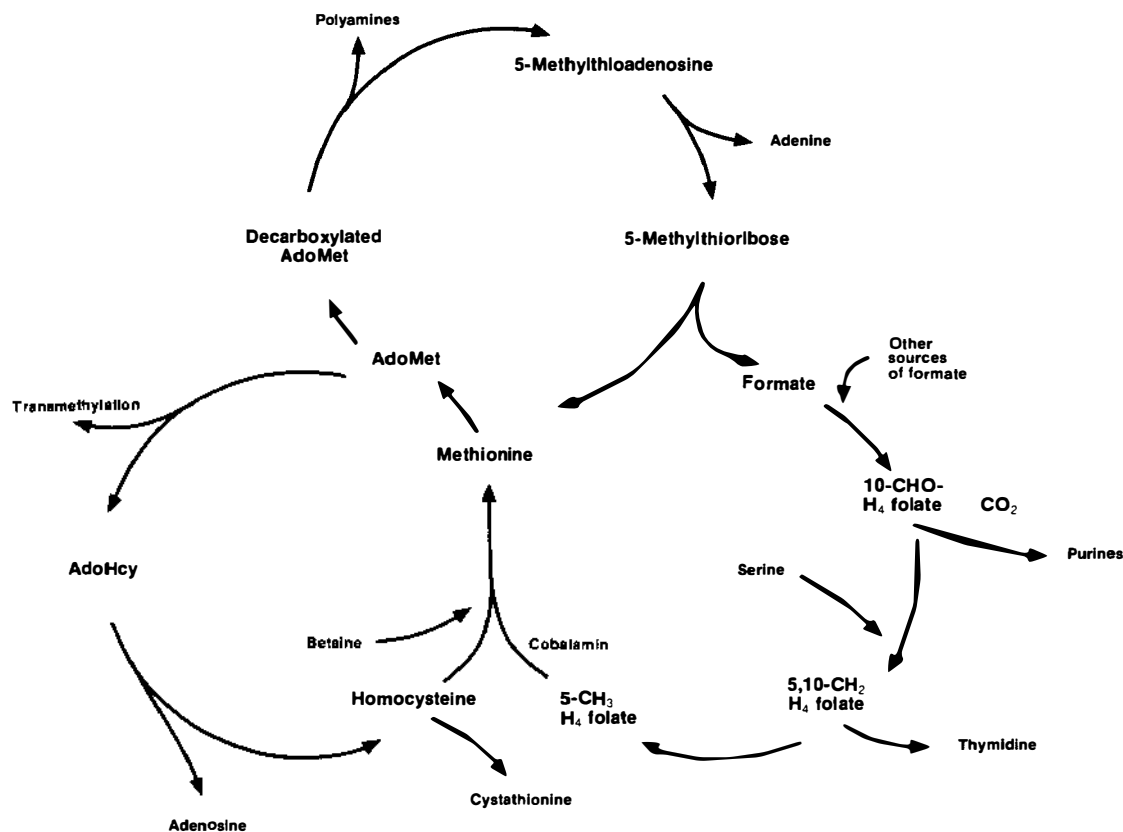 Polyamines
5-Methylthioadenosine
Adenine
Decarboxylated
AdoMet
5-Methylthioribose
AdoMet
Other
sources
of formate
Formate
Transmethylation
Methionine
10-CHO-
H₄ folate
CO₂
Purines
AdoHcy
Serine
Betaine
Cobalamin
Homocysteine
5-CH₃
H₄ folate
5,10-CH₂
H₄ folate
Thymidine
Cystathionine
Adenosine